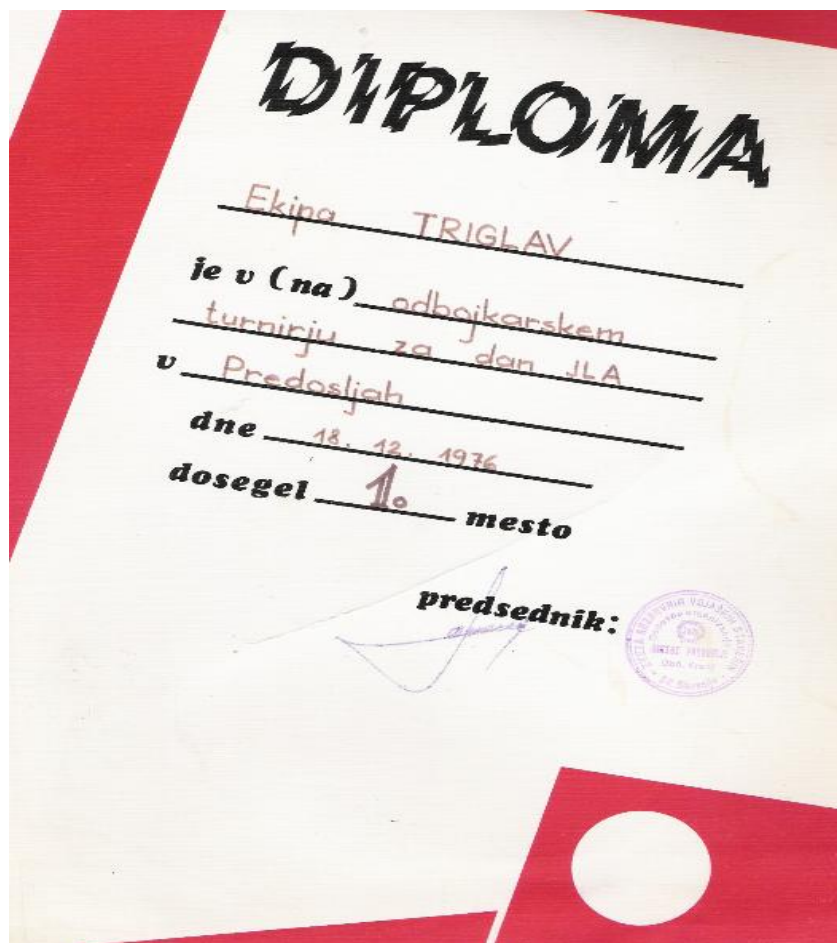 DIPLOMA
Ekipa TRIGLAV
je v (na) odbojkarskem
turnirju za dan JLA
v Predosljah
dne 18. 12. 1976
dosegel 1. mesto
predsednik: